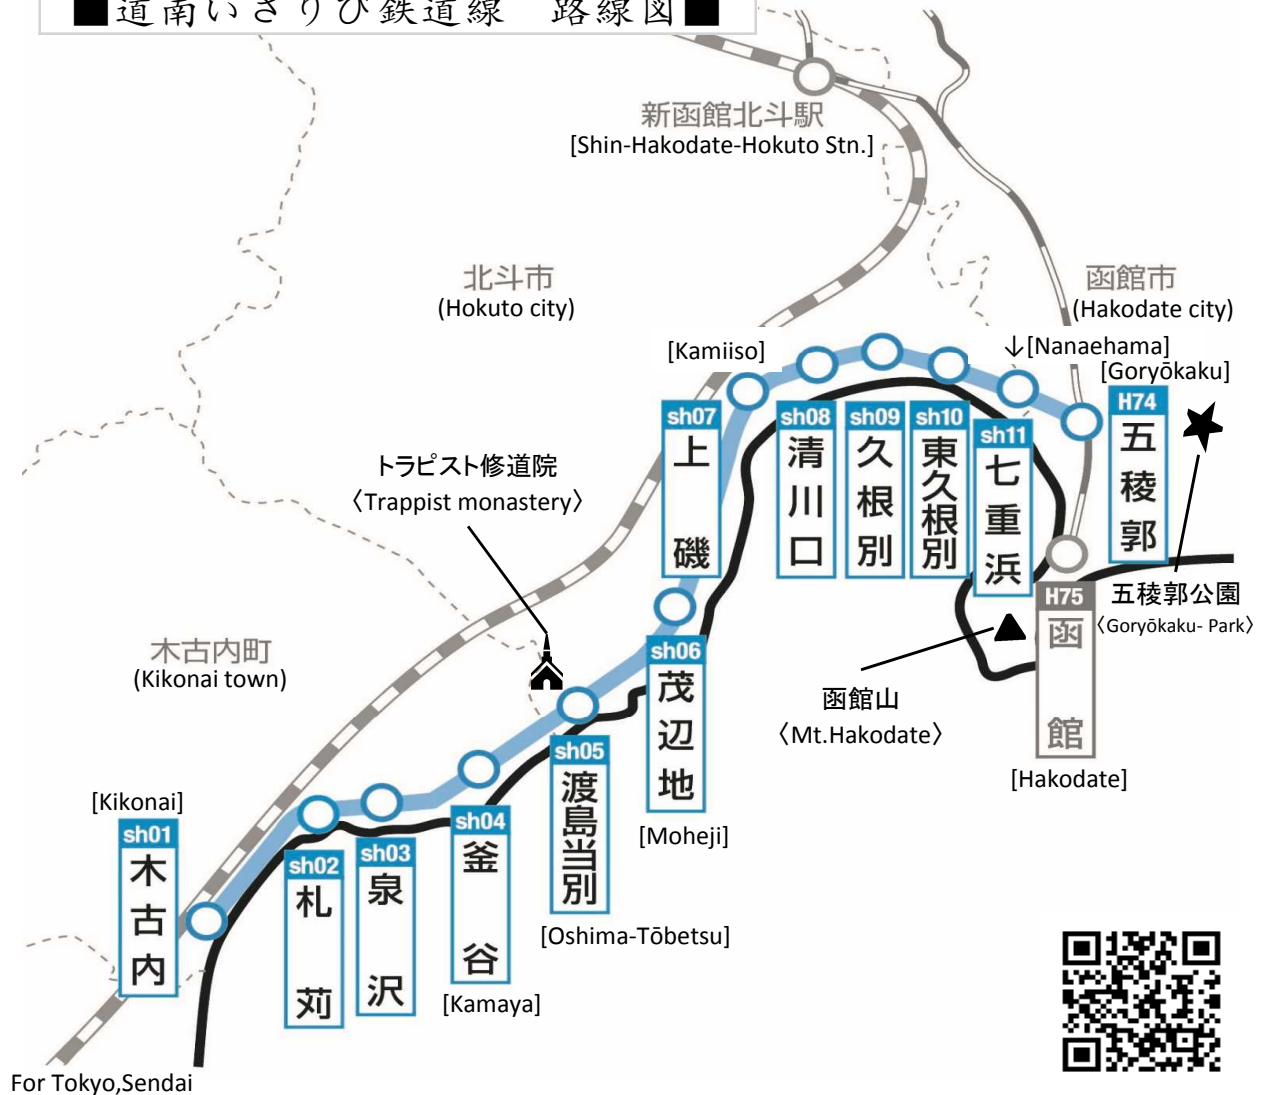 ■道南いさりび鉄道線 路線図■
新函館北斗駅
[Shin-Hakodate-Hokuto Stn.]
北斗市
(Hokuto city)
函館市
(Hakodate city)
[Kamiiso]
↓[Nanaehama]
[Goryōkaku]
sh07
上磯
sh08
清川口
sh09
久根別
sh10
東久根別
sh11
七重浜
H74
五稜郭
トラピスト修道院
〈Trappist monastery〉
H75
函館
[Hakodate]
五稜郭公園
〈Goryōkaku- Park〉
函館山
〈Mt.Hakodate〉
木古内町
(Kikonai town)
sh06
茂辺地
[Moheji]
sh05
渡島当別
[Oshima-Tōbetsu]
sh04
釜谷
[Kamaya]
sh03
泉沢
sh02
札苅
[Kikonai]
sh01
木古内
For Tokyo,Sendai